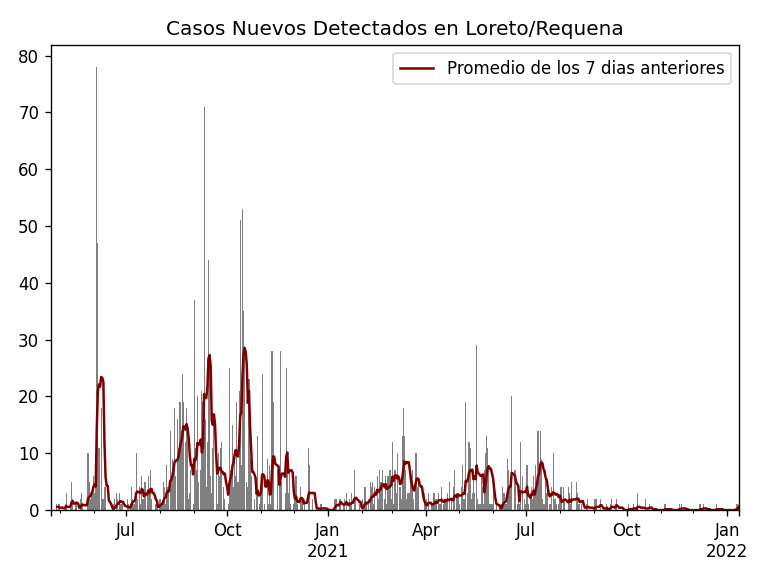 Casos Nuevos Detectados en Loreto/Requena
Promedio de los 7 dias anteriores
80
70
60
50
40
30
20
10
0
Jul
Oct
Jan
2021
Apr
Jul
Oct
Jan
2022